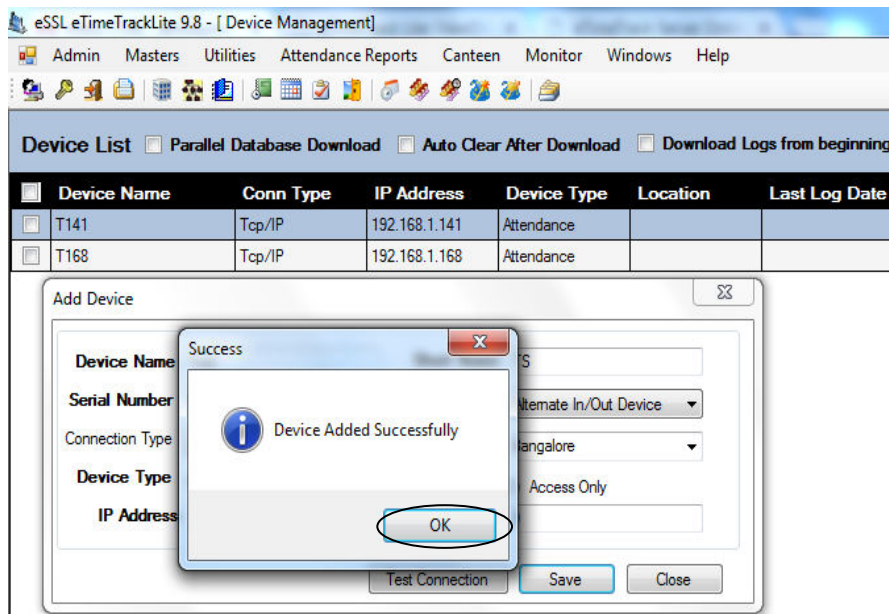 eSSL eTimeTrackLite 9.8 - [ Device Management]
Admin Masters Utilities Attendance Reports Canteen Monitor Windows Help
Device List Parallel Database Download Auto Clear After Download Download Logs from beginning
Device Name Conn Type IP Address Device Type Location Last Log Date
T141 Tcp/IP 192.168.1.141 Attendance
T168 Tcp/IP 192.168.1.168 Attendance
Add Device
Success
Device Name TS
Serial Number Alternate In/Out Device
Device Added Successfully
Connection Type Bangalore
Device Type Access Only
IP Address
OK
Test Connection Save Close